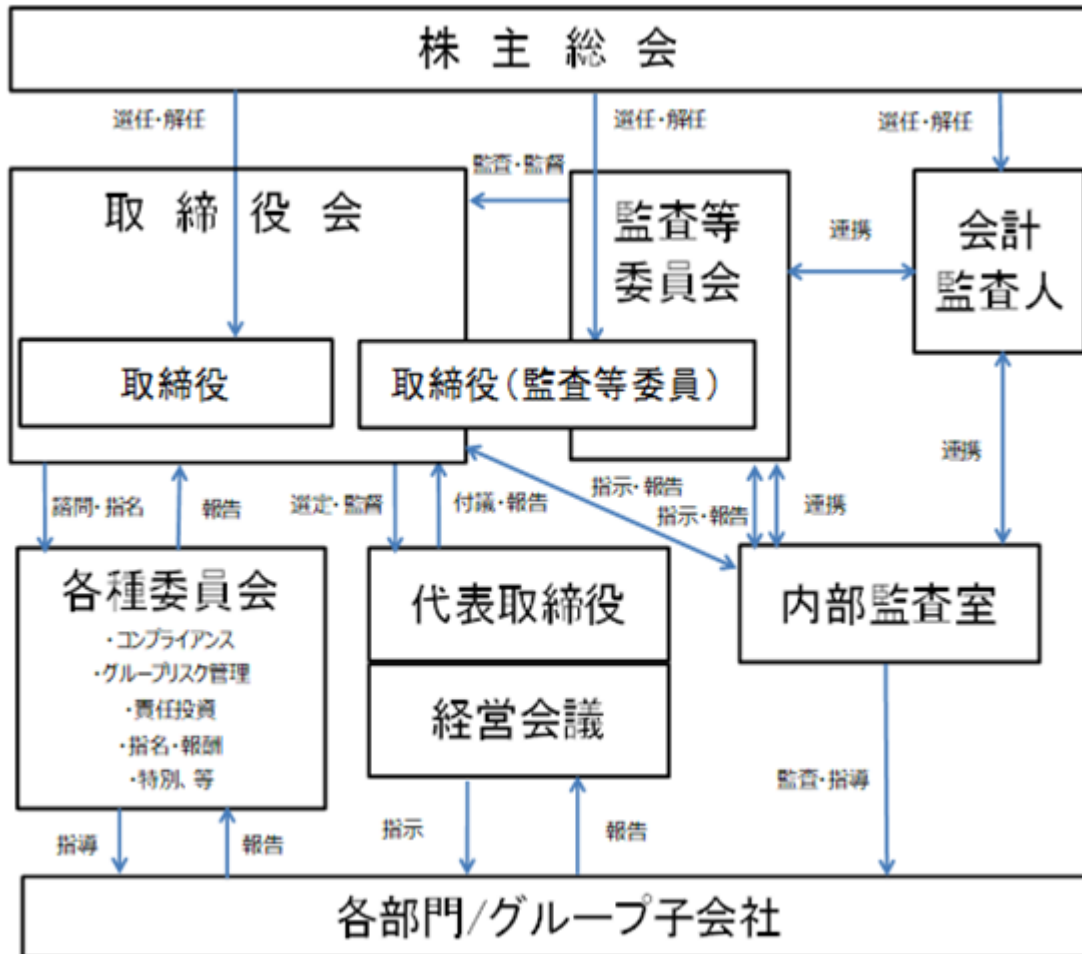 株主総会
選任・解任
選任・解任
選任・解任
取締役会
監査・監督
監査等
委員会
連携
会計
監査人
取締役
取締役(監査等委員)
連携
諮問・指名
報告
選定・監督
付議・報告
指示・報告
指示・報告
連携
各種委員会
・コンプライアンス
・グループリスク管理
・責任投資
・指名・報酬
・特別、等
代表取締役
経営会議
内部監査室
監査・指導
指導
報告
指示
報告
各部門/グループ子会社